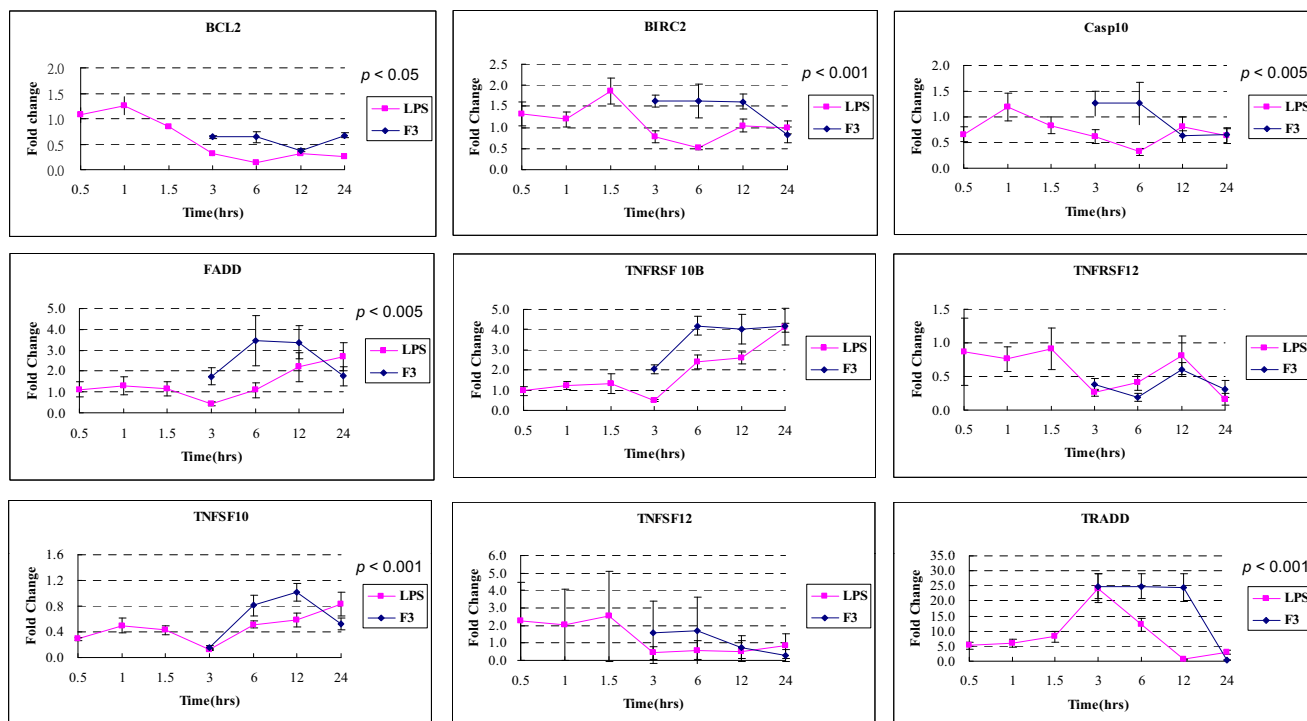 BCL2
p < 0.05
Fold change
2.0
1.5
1.0
0.5
0.0
0.5 1 1.5 3 6 12 24
Time(hrs)
LPS
F3
BIRC2
p < 0.001
Fold Change
2.5
2.0
1.5
1.0
0.5
0.0
0.5 1 1.5 3 6 12 24
Time(hrs)
LPS
F3
Casp10
p < 0.005
Fold Change
2.0
1.5
1.0
0.5
0.0
0.5 1 1.5 3 6 12 24
Time(hrs)
LPS
F3
FADD
p < 0.005
Fold Change
5.0
4.0
3.0
2.0
1.0
0.0
0.5 1 1.5 3 6 12 24
Time(hrs)
LPS
F3
TNFRSF 10B
Fold Change
5.0
4.0
3.0
2.0
1.0
0.0
0.5 1 1.5 3 6 12 24
Time(hrs)
LPS
F3
TNFRSF12
Fold Change
1.5
1.0
0.5
0.0
0.5 1 1.5 3 6 12 24
Time(hrs)
LPS
F3
TNFSF10
p < 0.001
Fold Change
1.6
1.2
0.8
0.4
0.0
0.5 1 1.5 3 6 12 24
Time(hrs)
LPS
F3
TNFSF12
Fold Change
6.0
5.0
4.0
3.0
2.0
1.0
0.0
0.5 1 1.5 3 6 12 24
Time(hrs)
LPS
F3
TRADD
p < 0.001
Fold Change
35.0
30.0
25.0
20.0
15.0
10.0
5.0
0.0
0.5 1 1.5 3 6 12 24
Time(hrs)
LPS
F3